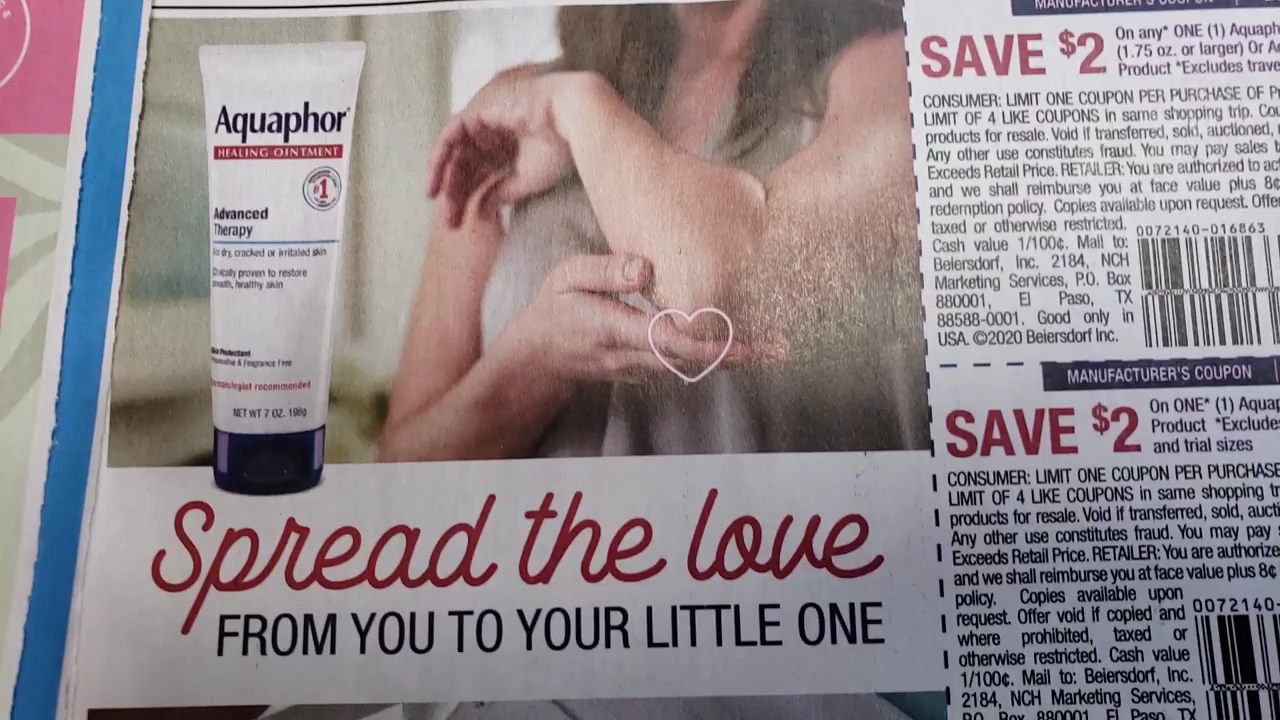 Aquaphor
HEALING OINTMENT
#1
Advanced
Therapy
For dry, cracked or irritated skin
Clinically proven to restore
smooth, healthy skin
Skin Protectant
& Fragrance Free
Dermatologist recommended
NET WT 7 OZ. 198g
Spread the love
FROM YOU TO YOUR LITTLE ONE
MANUFACTURER'S COUPON
SAVE $2
On any* ONE (1) Aquaph
(1.75 oz. or larger) Or A
Product *Excludes trave
CONSUMER: LIMIT ONE COUPON PER PURCHASE OF P
LIMIT OF 4 LIKE COUPONS in same shopping trip. Cou
products for resale. Void if transferred, sold, auctioned,
Any other use constitutes fraud. You may pay sales t
Exceeds Retail Price. RETAILER: You are authorized to ac
and we shall reimburse you at face value plus 8¢
redemption policy. Copies available upon request. Offe
taxed or otherwise restricted.
Cash value 1/100¢. Mail to:
Beiersdorf, Inc. 2184, NCH
Marketing Services, P.O. Box
880001, El Paso, TX
88588-0001. Good only in
USA. ©2020 Beiersdorf Inc.
0072140-016863
MANUFACTURER'S COUPON
SAVE $2
On ONE* (1) Aquap
Product *Exclude
and trial sizes
CONSUMER: LIMIT ONE COUPON PER PURCHASE
LIMIT OF 4 LIKE COUPONS in same shopping tr
products for resale. Void if transferred, sold, aucti
Any other use constitutes fraud. You may pay
Exceeds Retail Price. RETAILER: You are authorize
and we shall reimburse you at face value plus 8¢
policy. Copies available upon
request. Offer void if copied and
where prohibited, taxed or
otherwise restricted. Cash value
1/100¢. Mail to: Beiersdorf, Inc.
2184, NCH Marketing Services,
P.O. Box 880001, El Paso, TX
0072140-